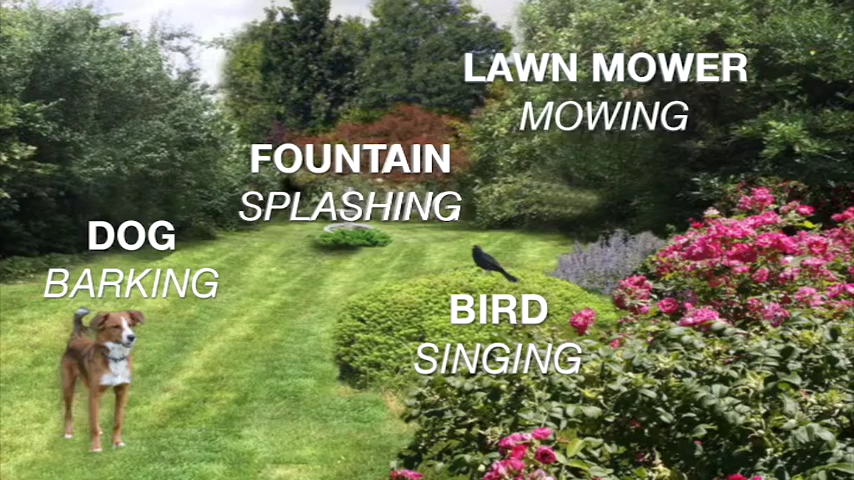 LAWN MOWER
MOWING
FOUNTAIN
SPLASHING
DOG
BARKING
BIRD
SINGING